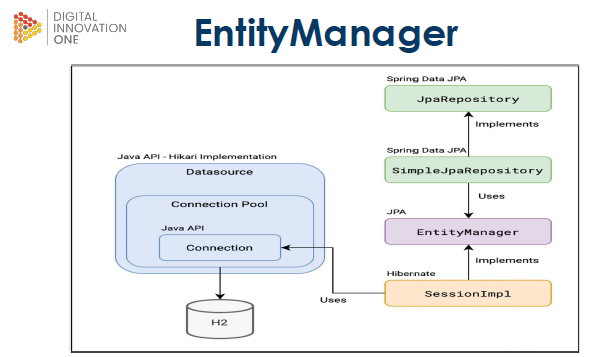 DIGITAL
INNOVATION
ONE
EntityManager
Spring Data JPA
JpaRepository
Implements
Spring Data JPA
SimpleJpaRepository
Uses
JPA
EntityManager
Implements
Hibernate
SessionImpl
Uses
Java API - Hikari Implementation
Datasource
Connection Pool
Java API
Connection
H2